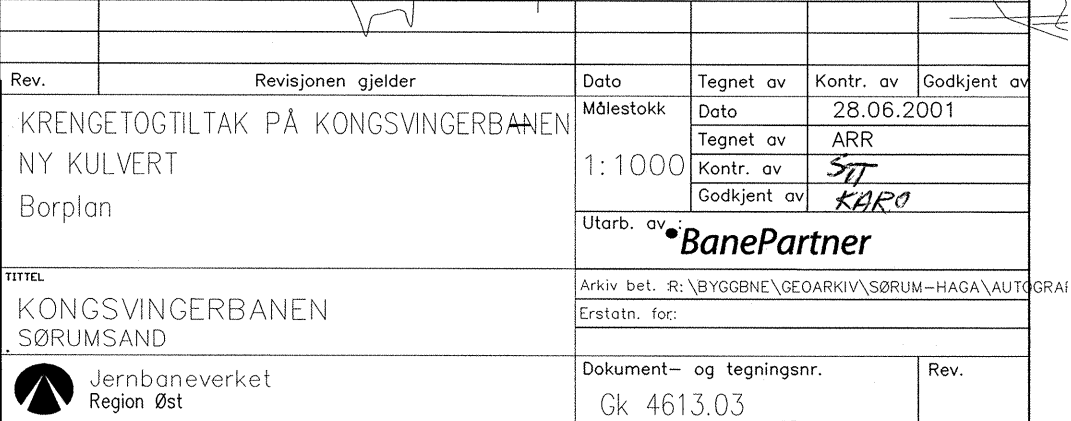 Rev. Revisjonen gjelder Dato Tegnet av Kontr. av Godkjent av
KRENGETOGTILTAK PÅ KONGSVINGERBANEN
NY KULVERT
Borplan
Målestokk
1:1000
Dato 28.06.2001
Tegnet av ARR
Kontr. av
Godkjent av KARO
Utarb. av :
BanePartner
TITTEL
KONGSVINGERBANEN
SØRUMSAND
Arkiv bet. :R:\BYGGBNE\GEOARKIV\SØRUM-HAGA\AUTOGRAF
Erstatn. for:
Jernbaneverket
Region Øst
Dokument- og tegningsnr.
Gk 4613.03
Rev.